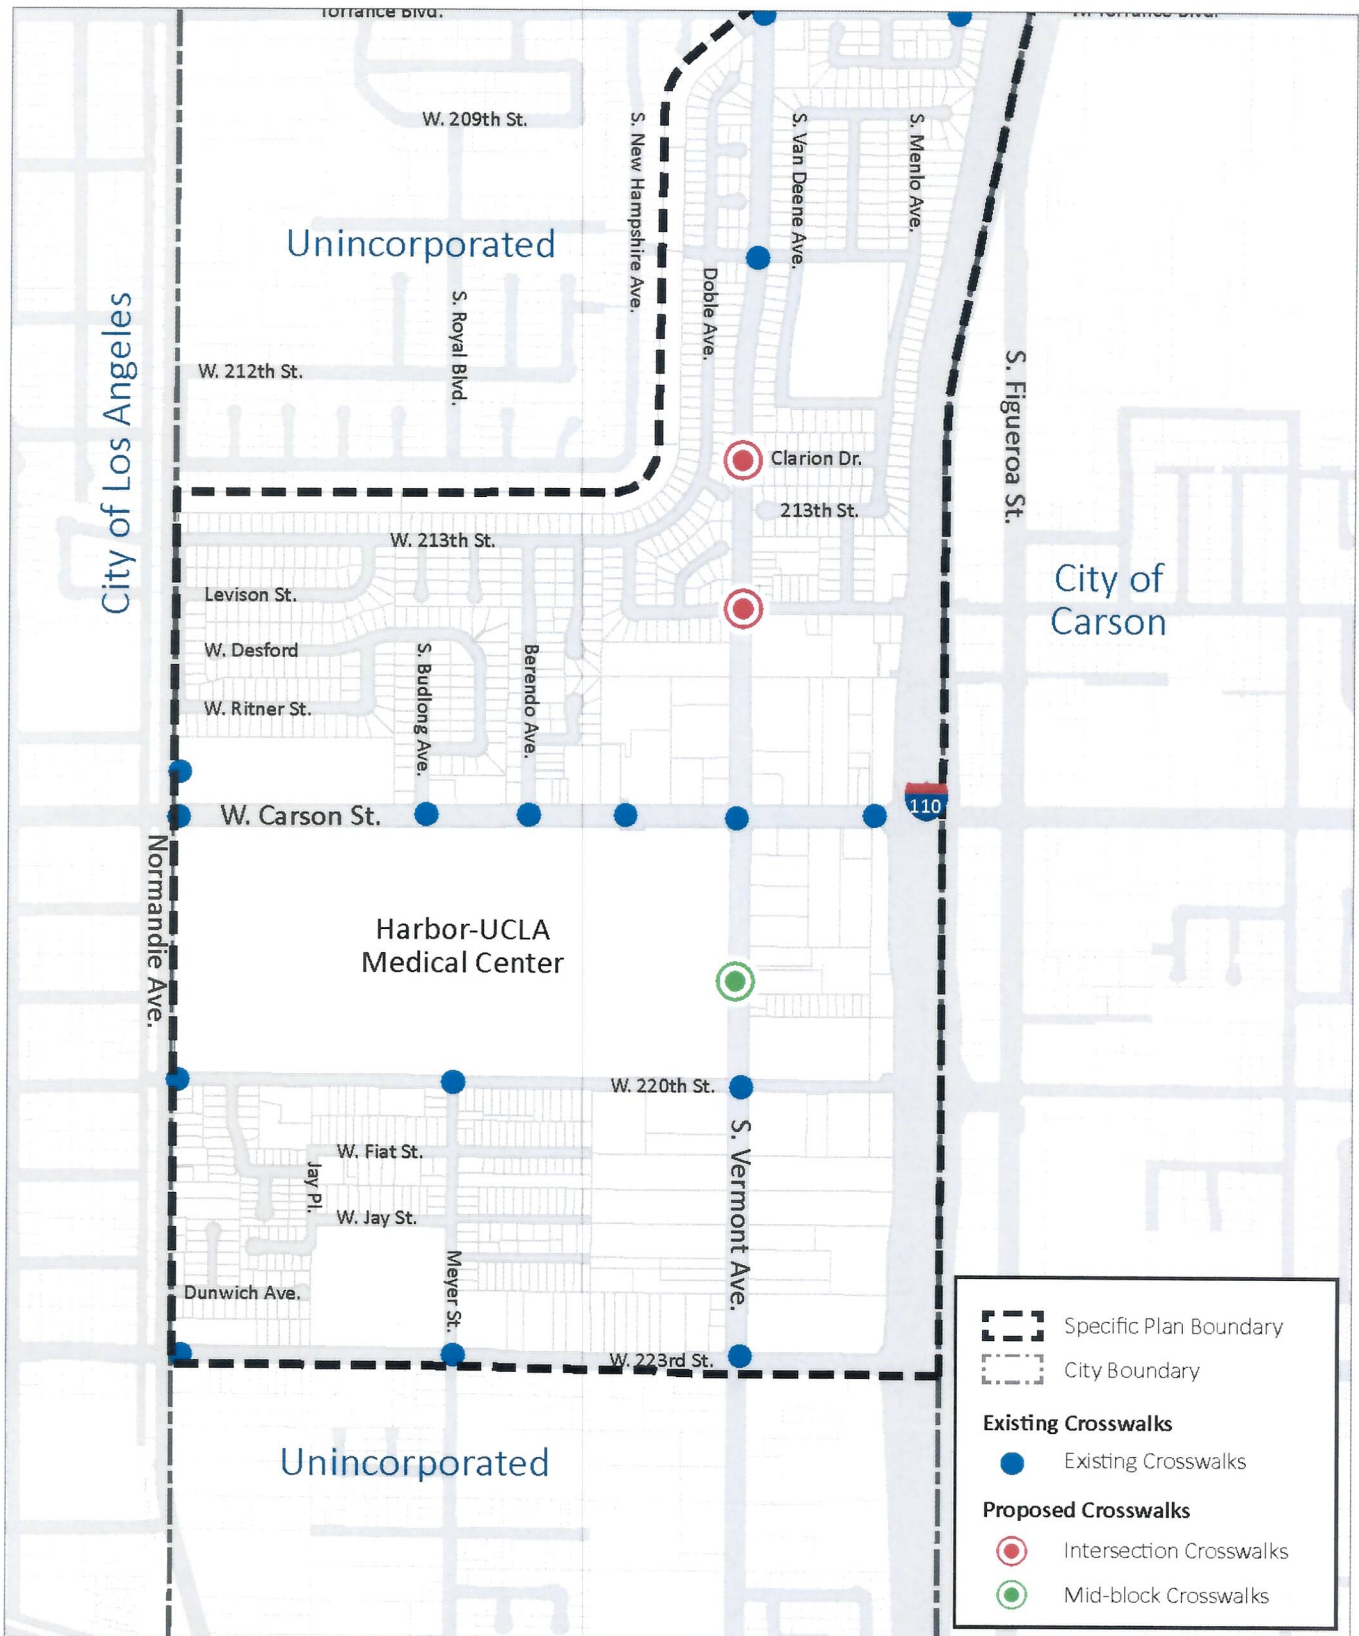 Torrance Blvd.
W. Torrance Blvd.
W. 209th St.
S. New Hampshire Ave.
S. Van Deene Ave.
S. Menlo Ave.
Unincorporated
Doble Ave.
S. Royal Blvd.
City of Los Angeles
W. 212th St.
S. Figueroa St.
Clarion Dr.
213th St.
W. 213th St.
City of
Carson
Levison St.
W. Desford
S. Budlong Ave.
Berendo Ave.
W. Ritner St.
110
W. Carson St.
Normandie Ave.
Harbor-UCLA
Medical Center
W. 220th St.
S. Vermont Ave.
W. Fiat St.
Jay Pl.
W. Jay St.
Meyer St.
Dunwich Ave.
W. 223rd St.
Unincorporated
Specific Plan Boundary
City Boundary
Existing Crosswalks
Existing Crosswalks
Proposed Crosswalks
Intersection Crosswalks
Mid-block Crosswalks